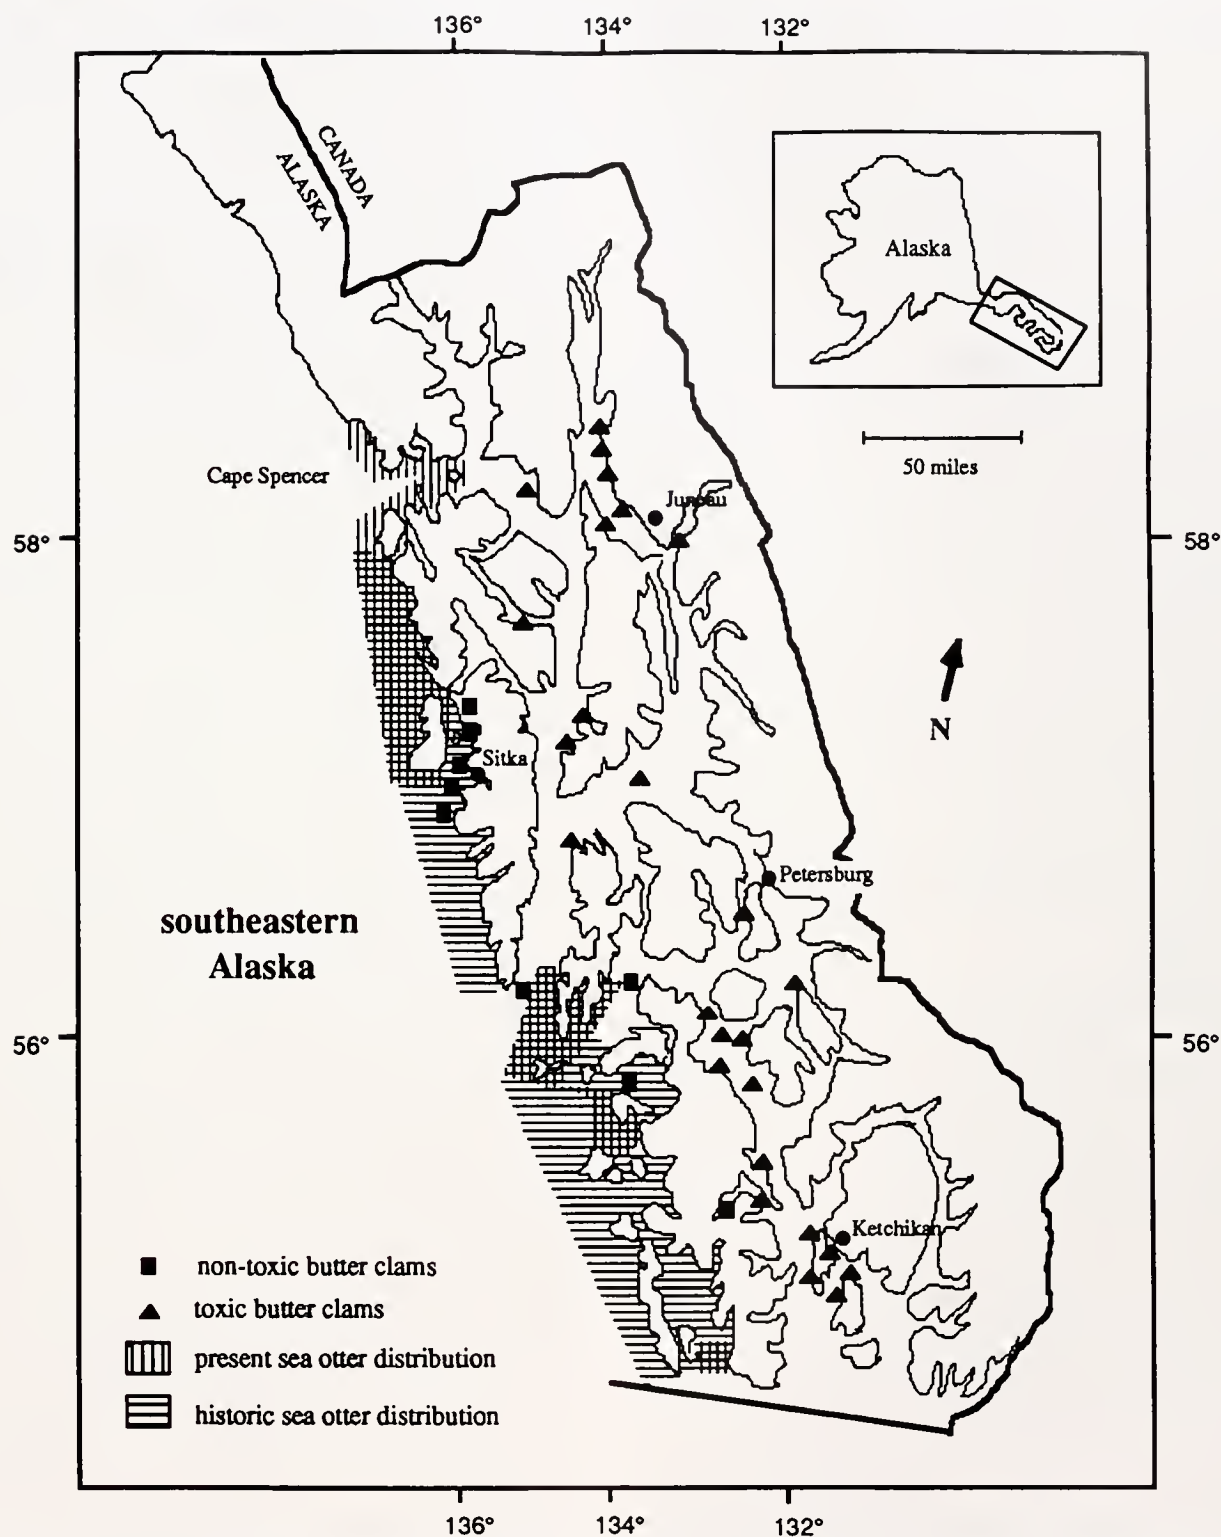 136° 134° 132°
CANADA
ALASKA
Alaska
50 miles
Cape Spencer
Juneau
58° 58°
N
Sitka
Petersburg
southeastern
Alaska
56° 56°
Ketchikan
non-toxic butter clams
toxic butter clams
present sea otter distribution
historic sea otter distribution
136° 134° 132°